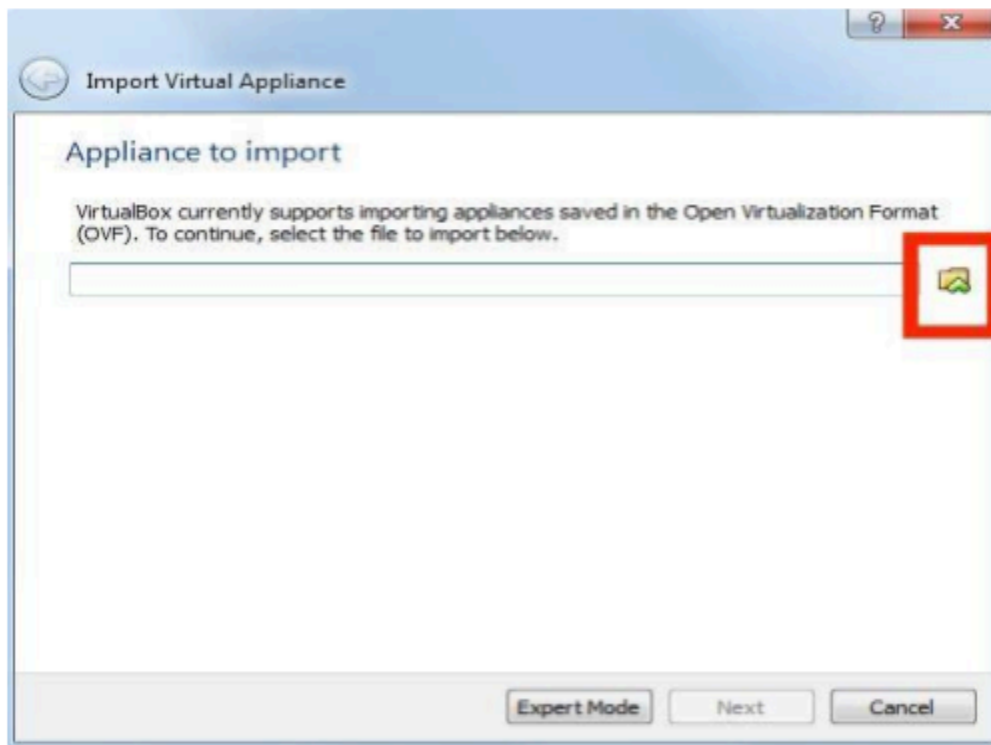 Import Virtual Appliance
Appliance to import
VirtualBox currently supports importing appliances saved in the Open Virtualization Format
(OVF). To continue, select the file to import below.
Expert Mode
Next
Cancel